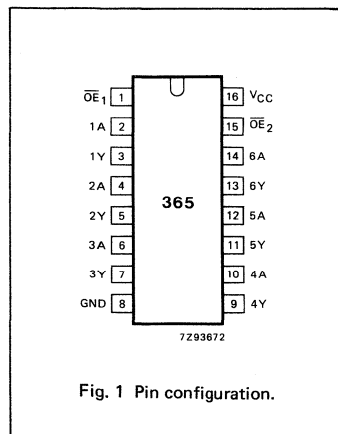 OE1 1 16 VCC
1A 2 15 OE2
1Y 3 14 6A
2A 4 13 6Y
2Y 5 365 12 5A
3A 6 11 5Y
3Y 7 10 4A
GND 8 9 4Y
7Z93672
Fig. 1 Pin configuration.